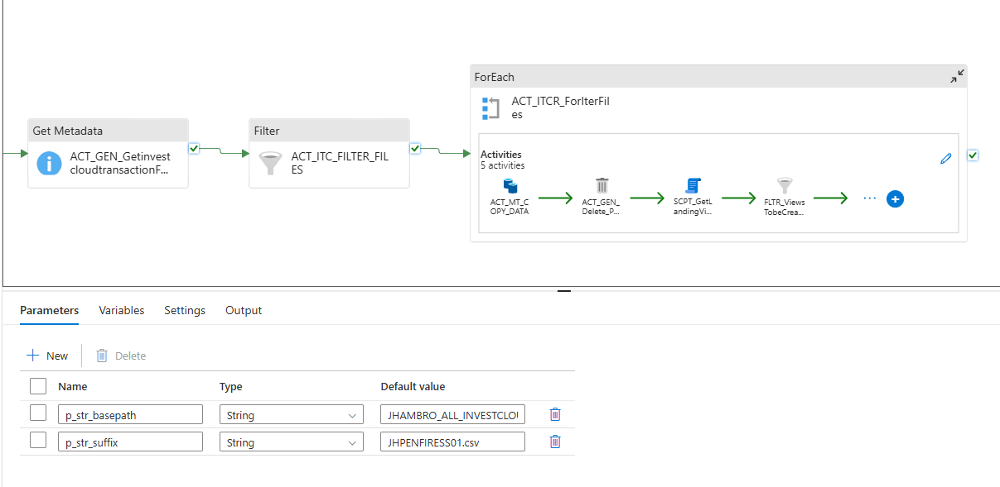 Get Metadata
ACT_GEN_Getinvest
cloudtransactionF...
Filter
ACT_ITC_FILTER_FIL
ES
ForEach
ACT_ITCR_ForIterFil
es
Activities
5 activities
ACT_MT_C
OPY_DATA
ACT_GEN_
Delete_P...
SCPT_GetL
andingVi...
FLTR_Views
TobeCrea...
...
Parameters Variables Settings Output
New Delete
Name Type Default value
p_str_basepath String JHAMBRO_ALL_INVESTCLOU
p_str_suffix String JHPENFIRESS01.csv